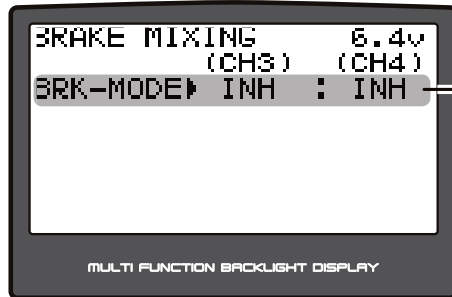 BRAKE MIXING 6.4v
(CH3) (CH4)
BRK-MODE▶ INH : INH
MULTI FUNCTION BACKLIGHT DISPLAY